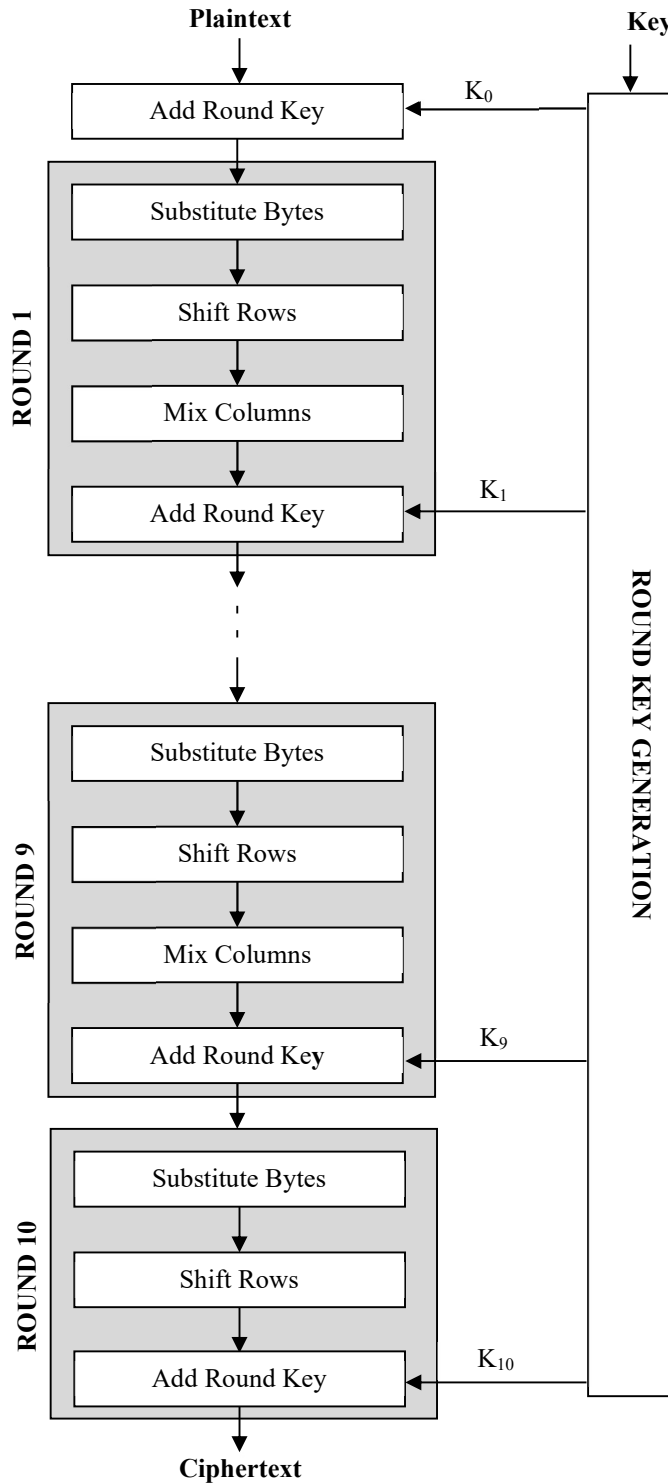 Plaintext
Key
Add Round Key
K₀
ROUND 1
Substitute Bytes
Shift Rows
Mix Columns
Add Round Key
K₁
ROUND KEY GENERATION
ROUND 9
Substitute Bytes
Shift Rows
Mix Columns
Add Round Key
K₉
ROUND 10
Substitute Bytes
Shift Rows
Add Round Key
K₁₀
Ciphertext